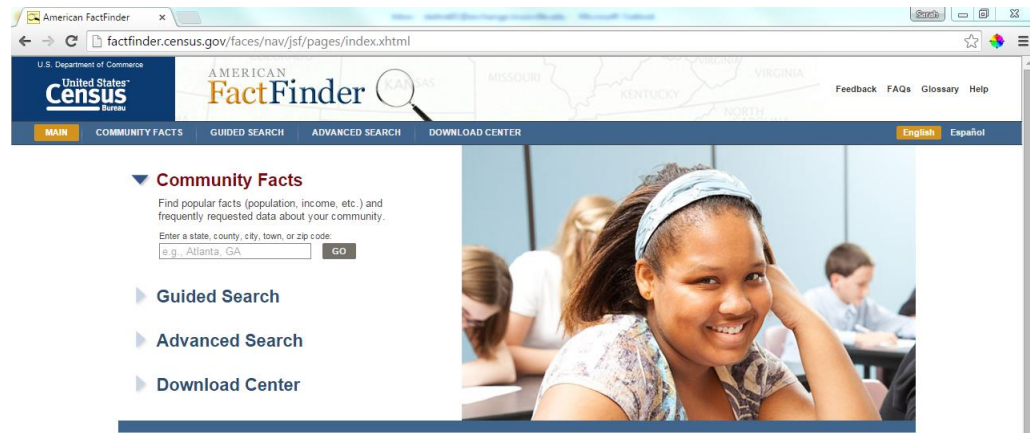 American FactFinder
Sarah
factfinder.census.gov/faces/nav/jsf/pages/index.xhtml
U.S. Department of Commerce
United States™
Census
Bureau
AMERICAN
FactFinder
KANSAS
MISSOURI
KENTUCKY
VIRGINIA
NORTH
Feedback FAQs Glossary Help
MAIN COMMUNITY FACTS GUIDED SEARCH ADVANCED SEARCH DOWNLOAD CENTER English Español
Community Facts
Find popular facts (population, income, etc.) and
frequently requested data about your community.
Enter a state, county, city, town, or zip code:
e.g., Atlanta, GA GO
Guided Search
Advanced Search
Download Center